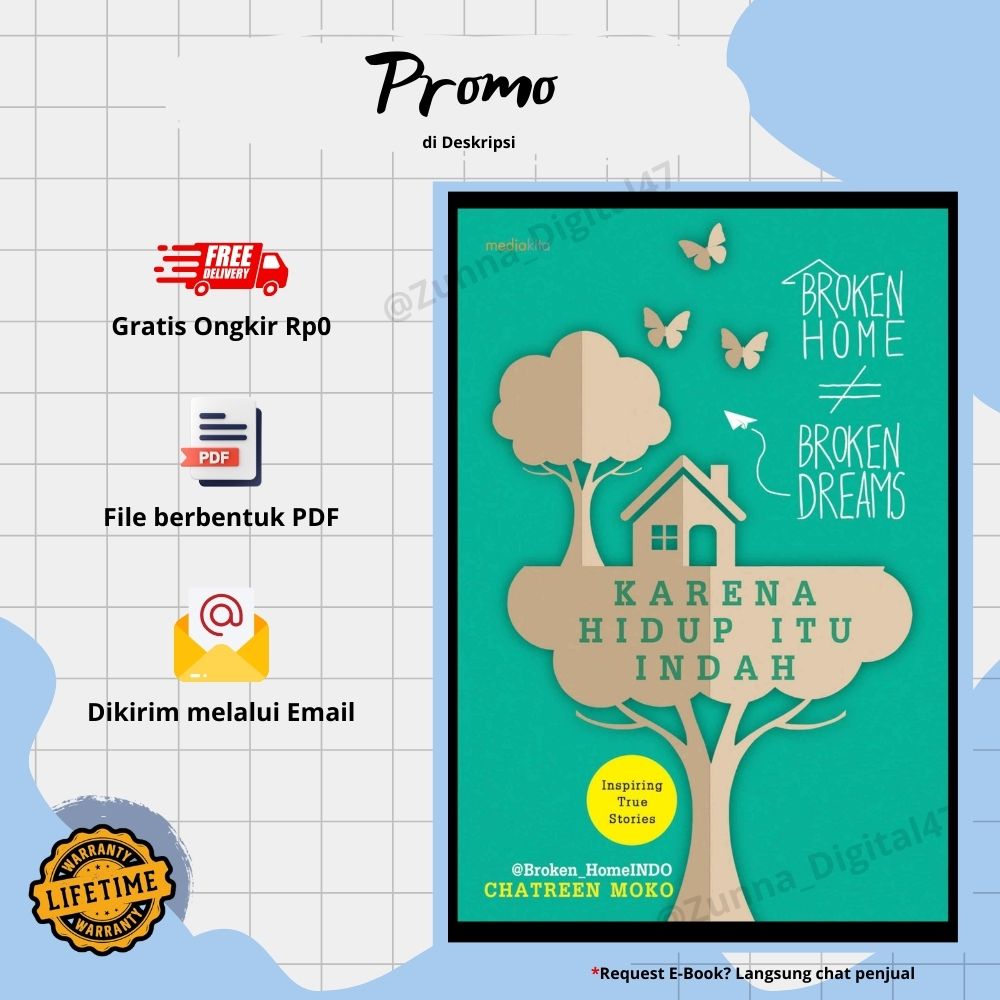 Promo
di Deskripsi
FREE
DELIVERY
Gratis Ongkir Rp0
PDF
File berbentuk PDF
@
Dikirim melalui Email
WARRANTY
LIFETIME
WARRANTY
@Zunna_Digital47
mediakita
BROKEN
HOME
≠
BROKEN
DREAMS
KARENA
HIDUP ITU
INDAH
Inspiring
True
Stories
@Broken_HomeINDO
CHATREEN MOKO
@Zunna_Digital47
*Request E-Book? Langsung chat penjual